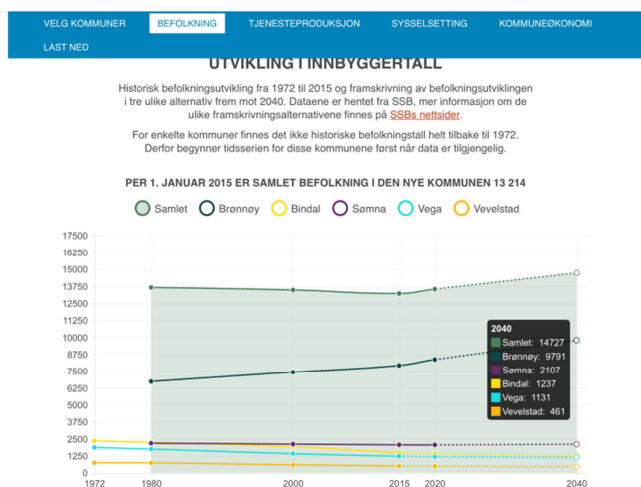 VELG KOMMUNER BEFOLKNING TJENESTEPRODUKSJON SYSSELSETTING KOMMUNEØKONOMI
LAST NED
UTVIKLING I INNBYGGERTALL
Historisk befolkningsutvikling fra 1972 til 2015 og framskrivning av befolkningsutviklingen
i tre ulike alternativ frem mot 2040. Dataene er hentet fra SSB, mer informasjon om de
ulike framskrivningsalternativene finnes på SSBs nettsider.
For enkelte kommuner finnes det ikke historiske befolkningstall helt tilbake til 1972.
Derfor begynner tidsserien for disse kommunene først når data er tilgjengelig.
PER 1. JANUAR 2015 ER SAMLET BEFOLKNING I DEN NYE KOMMUNEN 13 214
Samlet Brønnøy Bindal Sømna Vega Vevelstad
17500
16250
15000
13750
12500
11250
10000
8750
7500
6250
5000
3750
2500
1250
0
2040
Samlet: 14727
Brønnøy: 9791
Sømna: 2107
Bindal: 1237
Vega: 1131
Vevelstad: 461
1972 1980 2000 2015 2020 2040